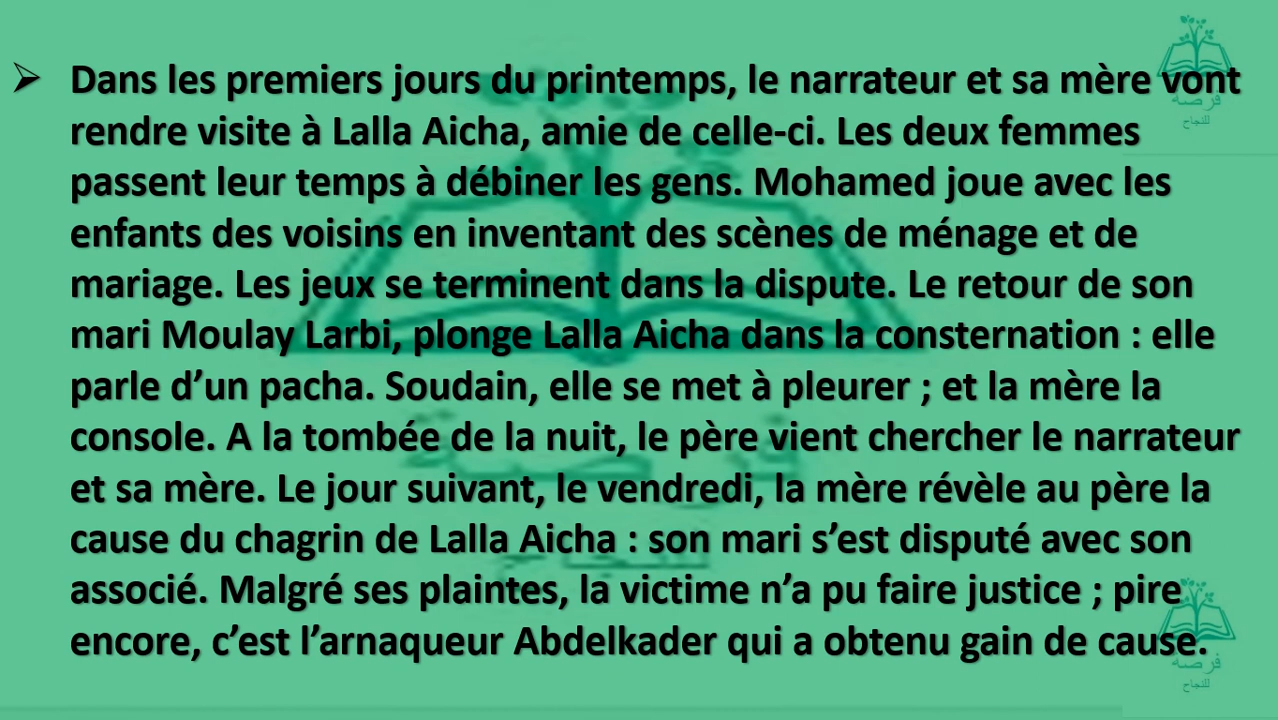 ➢ Dans les premiers jours du printemps, le narrateur et sa mère vont
rendre visite à Lalla Aicha, amie de celle-ci. Les deux femmes
passent leur temps à débiner les gens. Mohamed joue avec les
enfants des voisins en inventant des scènes de ménage et de
mariage. Les jeux se terminent dans la dispute. Le retour de son
mari Moulay Larbi, plonge Lalla Aicha dans la consternation : elle
parle d’un pacha. Soudain, elle se met à pleurer ; et la mère la
console. A la tombée de la nuit, le père vient chercher le narrateur
et sa mère. Le jour suivant, le vendredi, la mère révèle au père la
cause du chagrin de Lalla Aicha : son mari s’est disputé avec son
associé. Malgré ses plaintes, la victime n’a pu faire justice ; pire
encore, c’est l’arnaqueur Abdelkader qui a obtenu gain de cause.
فرصة
للنجاح
فرصة
للنجاح
فرصة
للنجاح